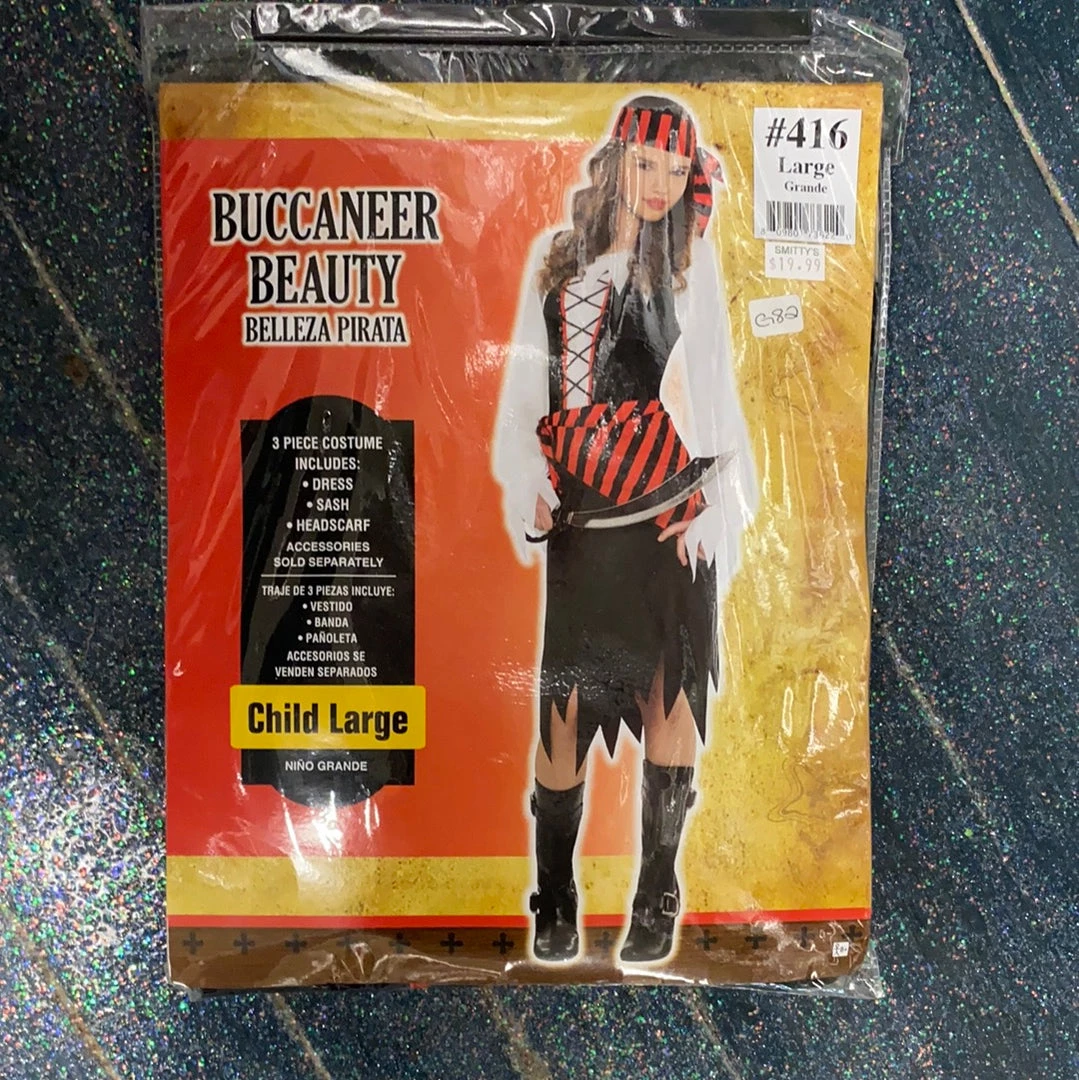 BUCCANEER
BEAUTY
BELLEZA PIRATA
3 PIECE COSTUME
INCLUDES:
• DRESS
• SASH
• HEADSCARF
ACCESSORIES
SOLD SEPARATELY
TRAJE DE 3 PIEZAS INCLUYE:
• VESTIDO
• BANDA
• PAÑOLETA
ACCESORIOS SE
VENDEN SEPARADOS
Child Large
NIÑO GRANDE
#416
Large
Grande
SMITTY'S
$19.99
C82